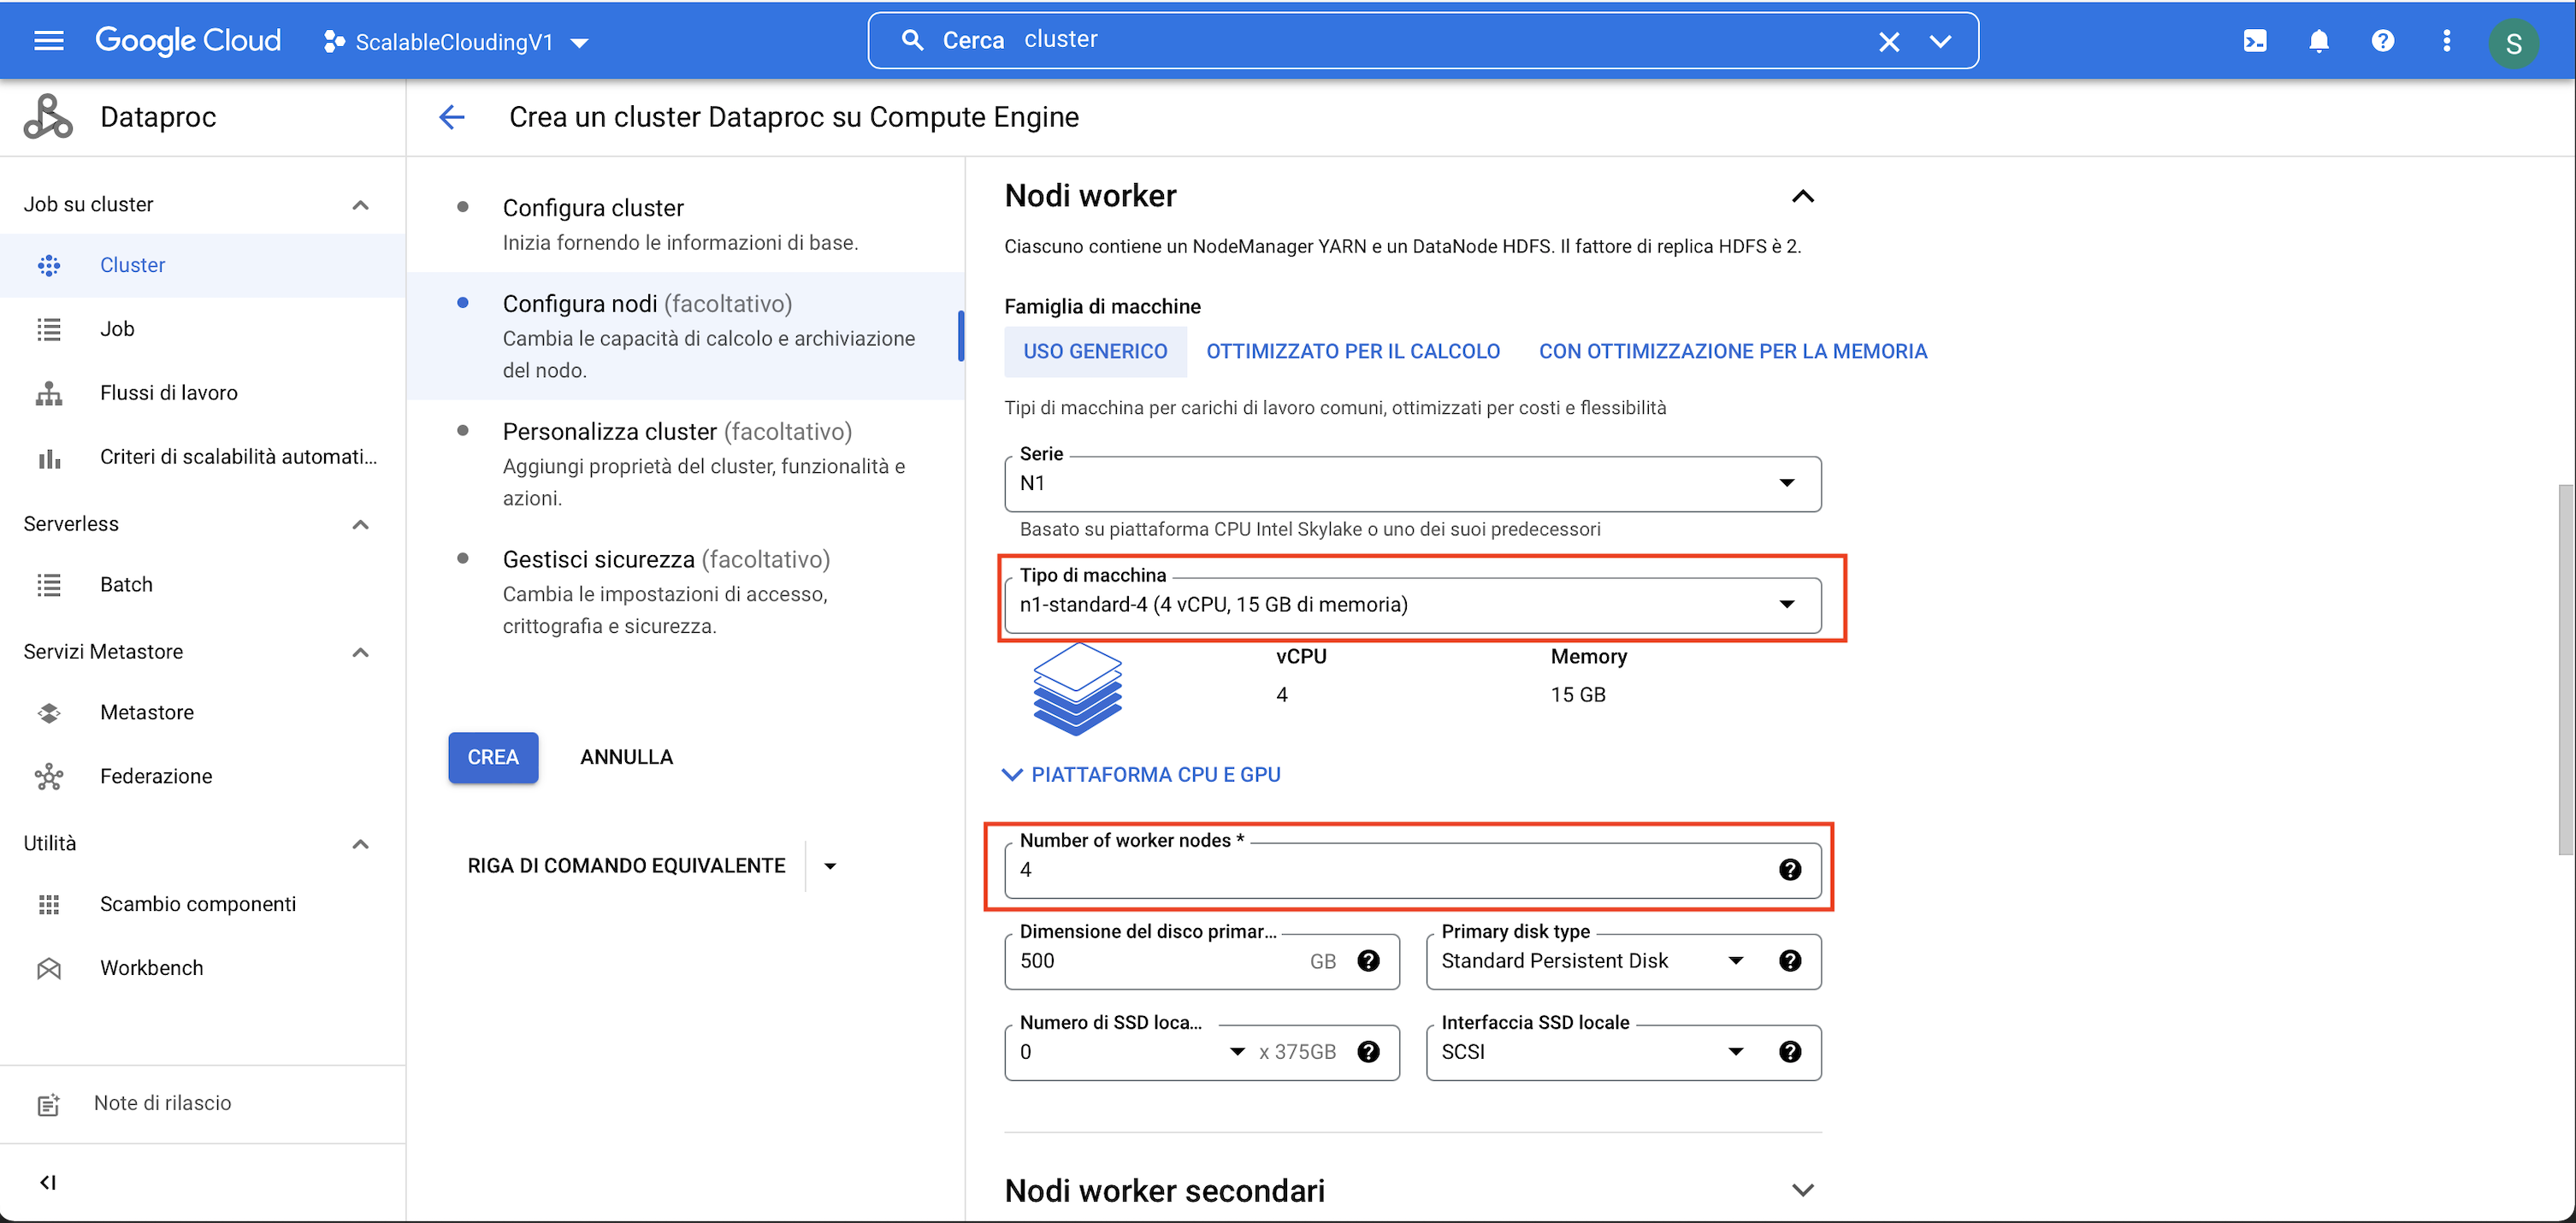 Google Cloud
ScalableCloudingV1
Cerca cluster
S
Dataproc
Job su cluster
Cluster
Job
Flussi di lavoro
Criteri di scalabilità automati...
Serverless
Batch
Servizi Metastore
Metastore
Federazione
Utilità
Scambio componenti
Workbench
Note di rilascio
Crea un cluster Dataproc su Compute Engine
Configura cluster
Inizia fornendo le informazioni di base.
Configura nodi (facoltativo)
Cambia le capacità di calcolo e archiviazione
del nodo.
Personalizza cluster (facoltativo)
Aggiungi proprietà del cluster, funzionalità e
azioni.
Gestisci sicurezza (facoltativo)
Cambia le impostazioni di accesso,
crittografia e sicurezza.
CREA ANNULLA
RIGA DI COMANDO EQUIVALENTE
Nodi worker
Ciascuno contiene un NodeManager YARN e un DataNode HDFS. Il fattore di replica HDFS è 2.
Famiglia di macchine
USO GENERICO OTTIMIZZATO PER IL CALCOLO CON OTTIMIZZAZIONE PER LA MEMORIA
Tipi di macchina per carichi di lavoro comuni, ottimizzati per costi e flessibilità
Serie
N1
Basato su piattaforma CPU Intel Skylake o uno dei suoi predecessori
Tipo di macchina
n1-standard-4 (4 vCPU, 15 GB di memoria)
vCPU Memory
4 15 GB
PIATTAFORMA CPU E GPU
Number of worker nodes *
4
Dimensione del disco primar... Primary disk type
500 GB Standard Persistent Disk
Numero di SSD loca... Interfaccia SSD locale
0 x 375GB SCSI
Nodi worker secondari